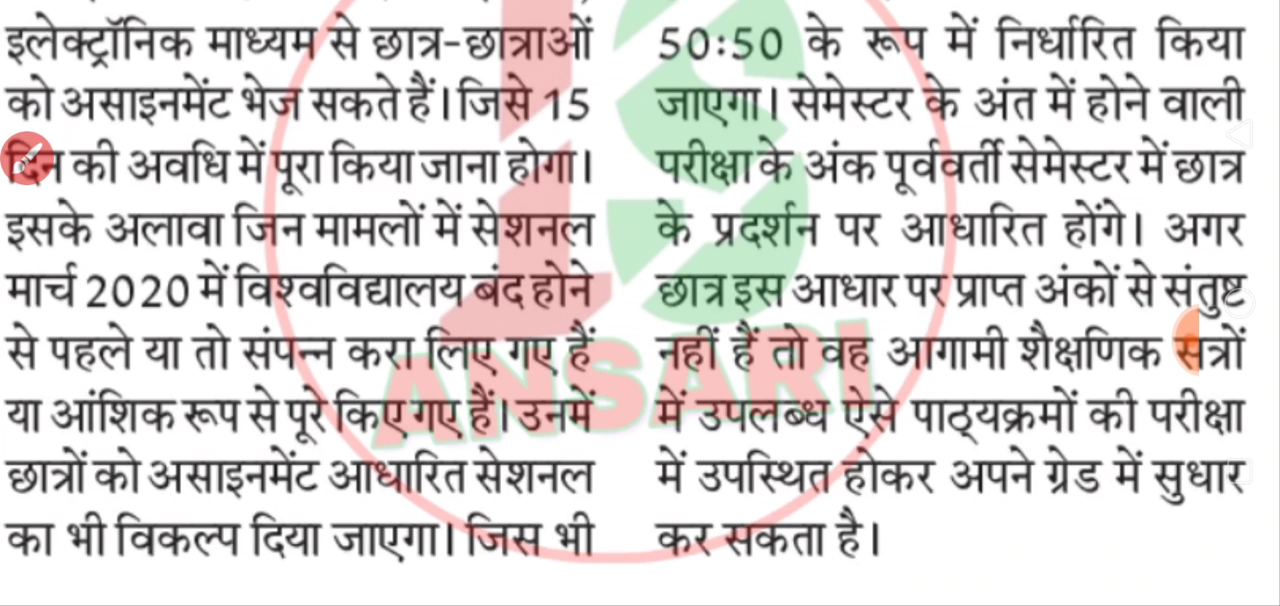 इलेक्ट्रॉनिक माध्यम से छात्र-छात्राओं
को असाइनमेंट भेज सकते हैं। जिसे 15
दिन की अवधि में पूरा किया जाना होगा।
इसके अलावा जिन मामलों में सेशनल
मार्च 2020 में विश्वविद्यालय बंद होने
से पहले या तो संपन्न करा लिए गए हैं
या आंशिक रूप से पूरे किए गए हैं। उनमें
छात्रों को असाइनमेंट आधारित सेशनल
का भी विकल्प दिया जाएगा। जिस भी
50:50 के रूप में निर्धारित किया
जाएगा। सेमेस्टर के अंत में होने वाली
परीक्षा के अंक पूर्ववर्ती सेमेस्टर में छात्र
के प्रदर्शन पर आधारित होंगे। अगर
छात्र इस आधार पर प्राप्त अंकों से संतुष्ट
नहीं हैं तो वह आगामी शैक्षणिक सत्रों
में उपलब्ध ऐसे पाठ्यक्रमों की परीक्षा
में उपस्थित होकर अपने ग्रेड में सुधार
कर सकता है।
IS
ANSARI